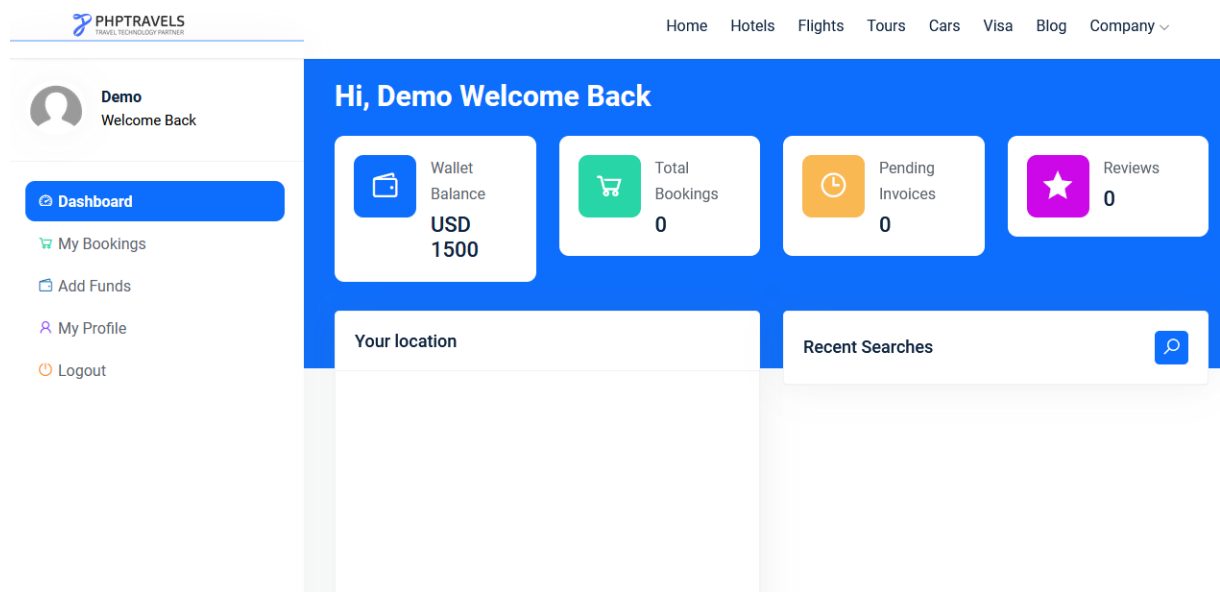 PHPTRAVELS
TRAVEL TECHNOLOGY PARTNER
Home Hotels Flights Tours Cars Visa Blog Company
Demo
Welcome Back
Dashboard
My Bookings
Add Funds
My Profile
Logout
Hi, Demo Welcome Back
Wallet
Balance
USD
1500
Total
Bookings
0
Pending
Invoices
0
Reviews
0
Your location
Recent Searches